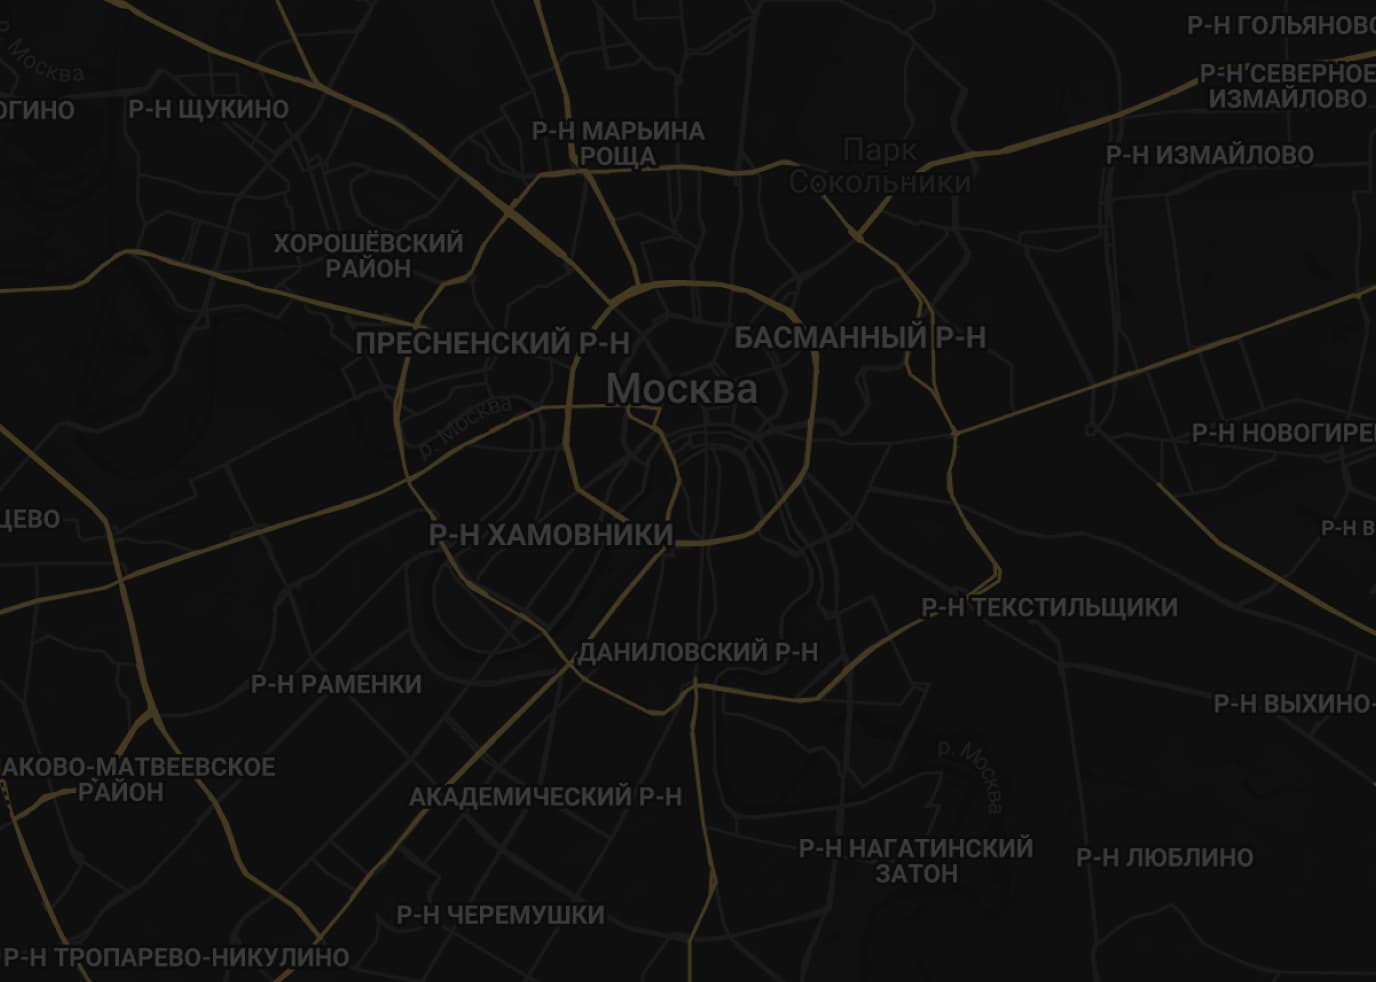 Р-Н ГОЛЬЯНОВО
р. Москва
Р-Н СЕВЕРНОЕ
ИЗМАЙЛОВО
Р-Н ЩУКИНО
Р-Н МАРЬИНА
РОЩА
Парк
Сокольники
Р-Н ИЗМАЙЛОВО
ХОРОШЁВСКИЙ
РАЙОН
ПРЕСНЕНСКИЙ Р-Н
БАСМАННЫЙ Р-Н
Москва
р. Москва
Р-Н НОВОГИРЕ
ЦЕВО
Р-Н ХАМОВНИКИ
Р-Н В
Р-Н ТЕКСТИЛЬЩИКИ
ДАНИЛОВСКИЙ Р-Н
Р-Н РАМЕНКИ
Р-Н ВЫХИНО-
р. Москва
АКОВО-МАТВЕЕВСКОЕ
РАЙОН
АКАДЕМИЧЕСКИЙ Р-Н
Р-Н НАГАТИНСКИЙ
ЗАТОН
Р-Н ЛЮБЛИНО
Р-Н ЧЕРЕМУШКИ
Р-Н ТРОПАРЕВО-НИКУЛИНО